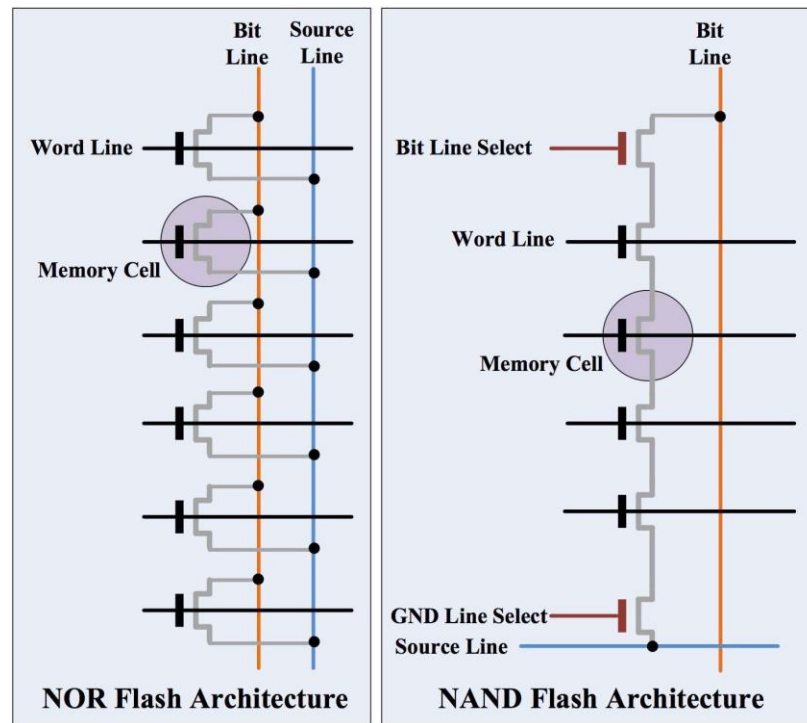 Bit
Line
Source
Line
Word Line
Memory Cell
NOR Flash Architecture
Bit
Line
Bit Line Select
Word Line
Memory Cell
GND Line Select
Source Line
NAND Flash Architecture